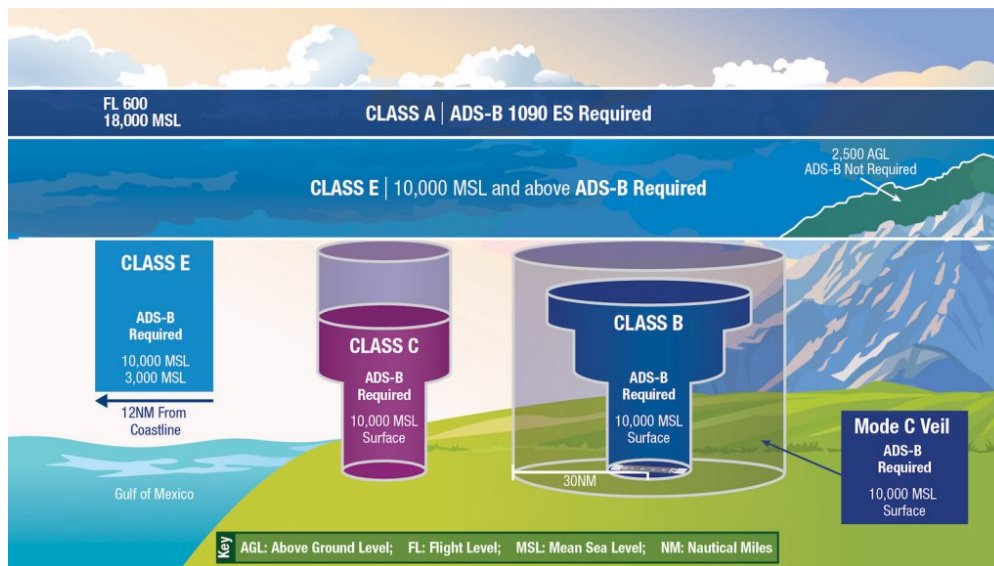 FL 600
18,000 MSL
CLASS A | ADS-B 1090 ES Required
2,500 AGL
ADS-B Not Required
CLASS E | 10,000 MSL and above ADS-B Required
CLASS E
ADS-B
Required
10,000 MSL
3,000 MSL
12NM From
Coastline
CLASS C
ADS-B
Required
10,000 MSL
Surface
CLASS B
ADS-B
Required
10,000 MSL
Surface
30NM
Mode C Veil
ADS-B
Required
10,000 MSL
Surface
Gulf of Mexico
Key
AGL: Above Ground Level; FL: Flight Level; MSL: Mean Sea Level; NM: Nautical Miles